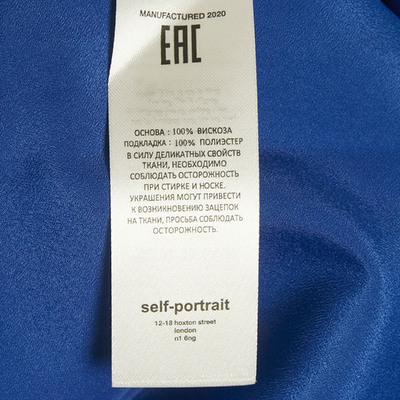 MANUFACTURED 2020
EAC
ОСНОВА : 100% ВИСКОЗА
ПОДКЛАДКА : 100% ПОЛИЭСТЕР
В СИЛУ ДЕЛИКАТНЫХ СВОЙСТВ
ТКАНИ, НЕОБХОДИМО
СОБЛЮДАТЬ ОСТОРОЖНОСТЬ
ПРИ СТИРКЕ И НОСКЕ.
УКРАШЕНИЯ МОГУТ ПРИВЕСТИ
К ВОЗНИКНОВЕНИЮ ЗАЦЕПОК
НА ТКАНИ, ПРОСЬБА СОБЛЮДАТЬ
ОСТОРОЖНОСТЬ.
self-portrait
12-18 hoxton street
london
n1 6ng